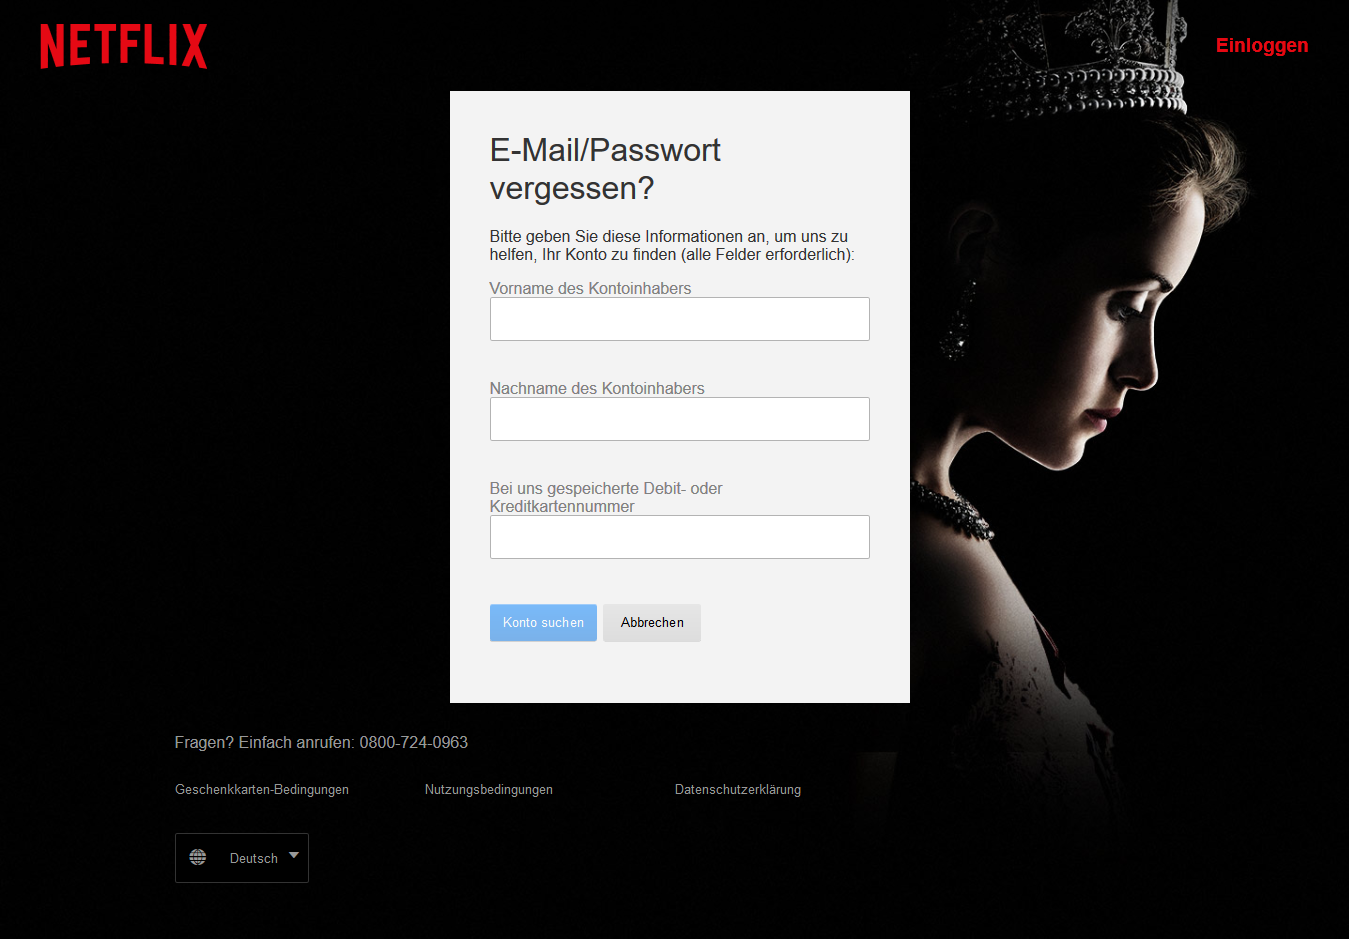 NETFLIX
Einloggen
E-Mail/Passwort
vergessen?
Bitte geben Sie diese Informationen an, um uns zu
helfen, Ihr Konto zu finden (alle Felder erforderlich):
Vorname des Kontoinhabers
Nachname des Kontoinhabers
Bei uns gespeicherte Debit- oder
Kreditkartennummer
Konto suchen
Abbrechen
Fragen? Einfach anrufen: 0800-724-0963
Geschenkkarten-Bedingungen
Nutzungsbedingungen
Datenschutzerklärung
Deutsch